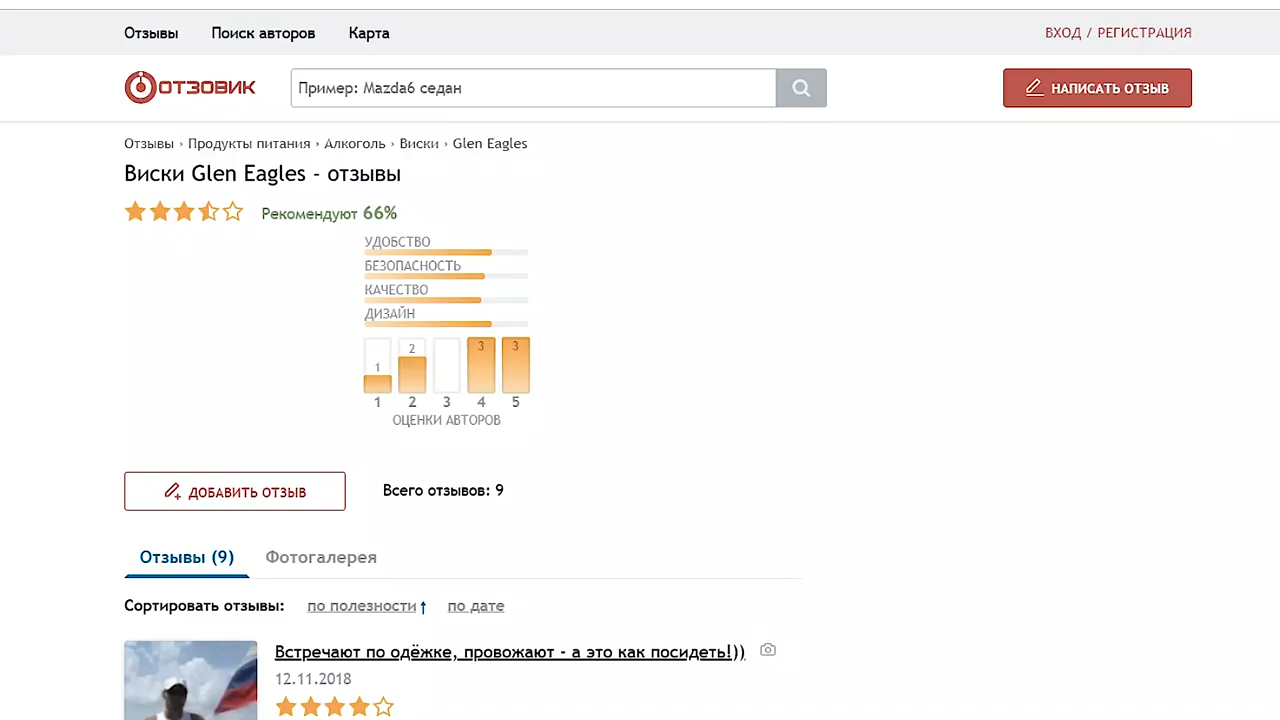 Отзывы Поиск авторов Карта ВХОД / РЕГИСТРАЦИЯ
ОТЗОВИК Пример: Mazda6 седан НАПИСАТЬ ОТЗЫВ
Отзывы › Продукты питания › Алкоголь › Виски › Glen Eagles
Виски Glen Eagles - отзывы
Рекомендуют 66%
УДОБСТВО
БЕЗОПАСНОСТЬ
КАЧЕСТВО
ДИЗАЙН
1 2 3 3
1 2 3 4 5
ОЦЕНКИ АВТОРОВ
ДОБАВИТЬ ОТЗЫВ Всего отзывов: 9
Отзывы (9) Фотогалерея
Сортировать отзывы: по полезности↑ по дате
Встречают по одёжке, провожают - а это как посидеть!))
12.11.2018